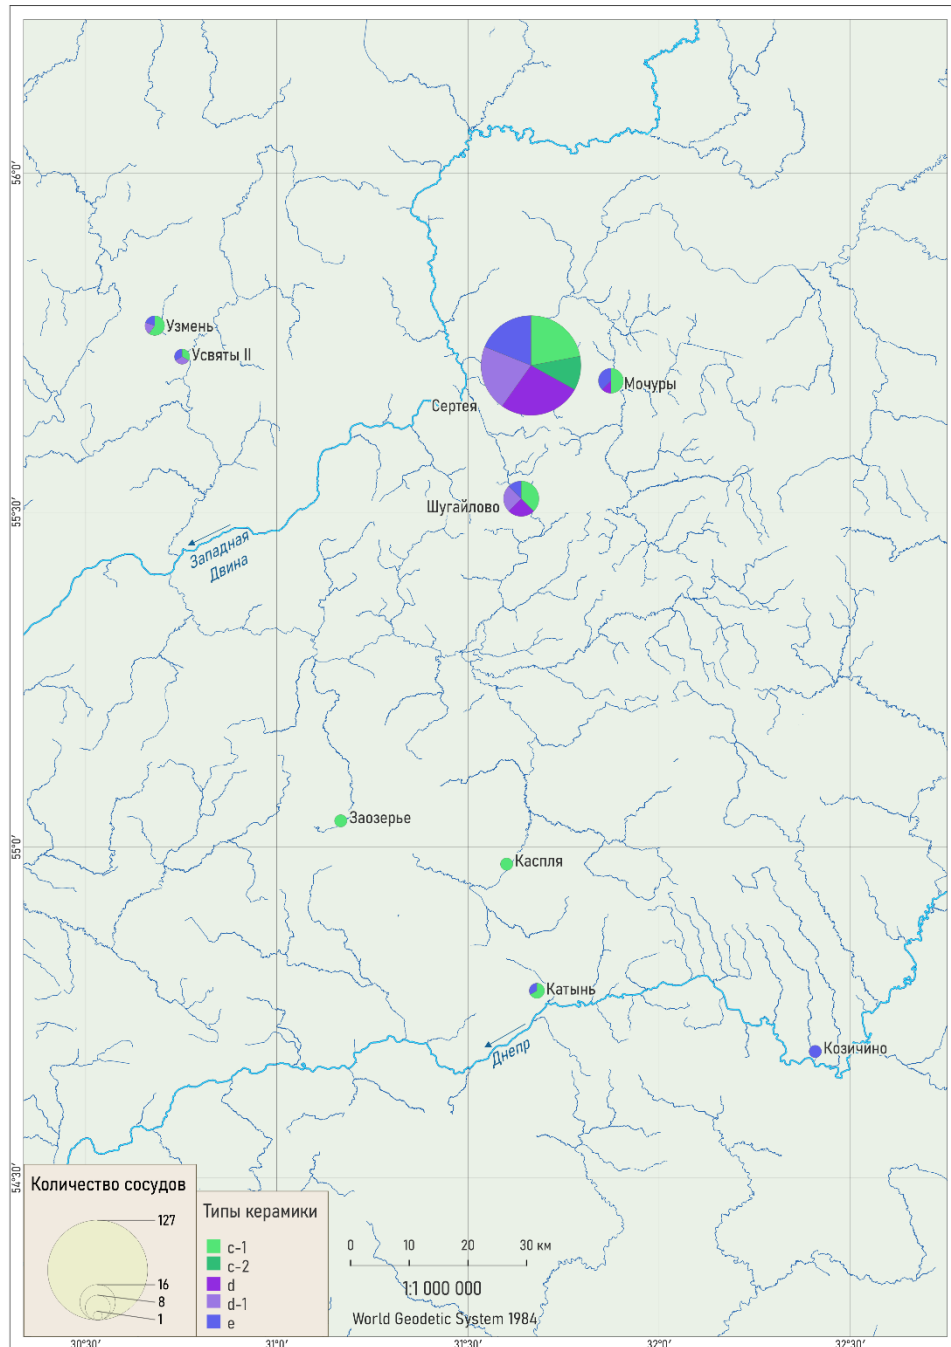 56°0'
Узмень
Усвяты II
Мочуры
Сертея
Шугайлово
55°30'
Западная
Двина
Заозерье
55°0'
Каспля
Катынь
Днепр
Козичино
54°30'
Количество сосудов
127
16
8
1
Типы керамики
c-1
c-2
d
d-1
e
0 10 20 30 км
1:1 000 000
World Geodetic System 1984
30°30' 31°0' 31°30' 32°0' 32°30'